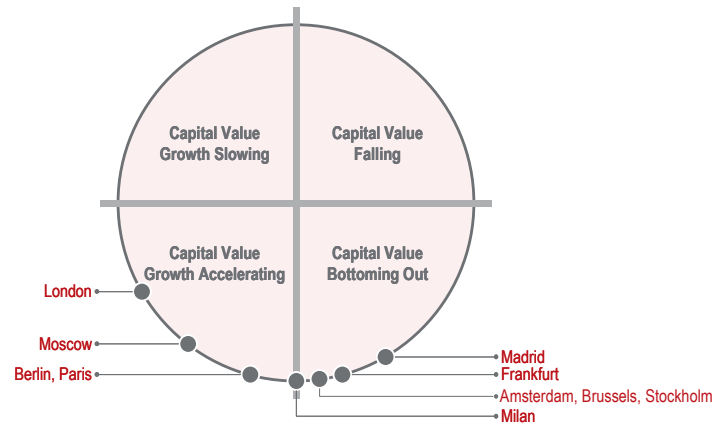 Capital Value
Growth Slowing
Capital Value
Falling
Capital Value
Growth Accelerating
Capital Value
Bottoming Out
London
Moscow
Berlin, Paris
Madrid
Frankfurt
Amsterdam, Brussels, Stockholm
Milan